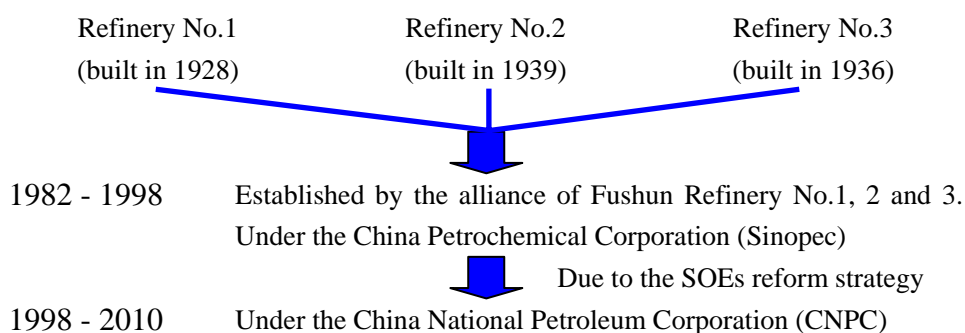 Refinery No.1 Refinery No.2 Refinery No.3
(built in 1928) (built in 1939) (built in 1936)
1982 - 1998 Established by the alliance of Fushun Refinery No.1, 2 and 3.
Under the China Petrochemical Corporation (Sinopec)
Due to the SOEs reform strategy
1998 - 2010 Under the China National Petroleum Corporation (CNPC)